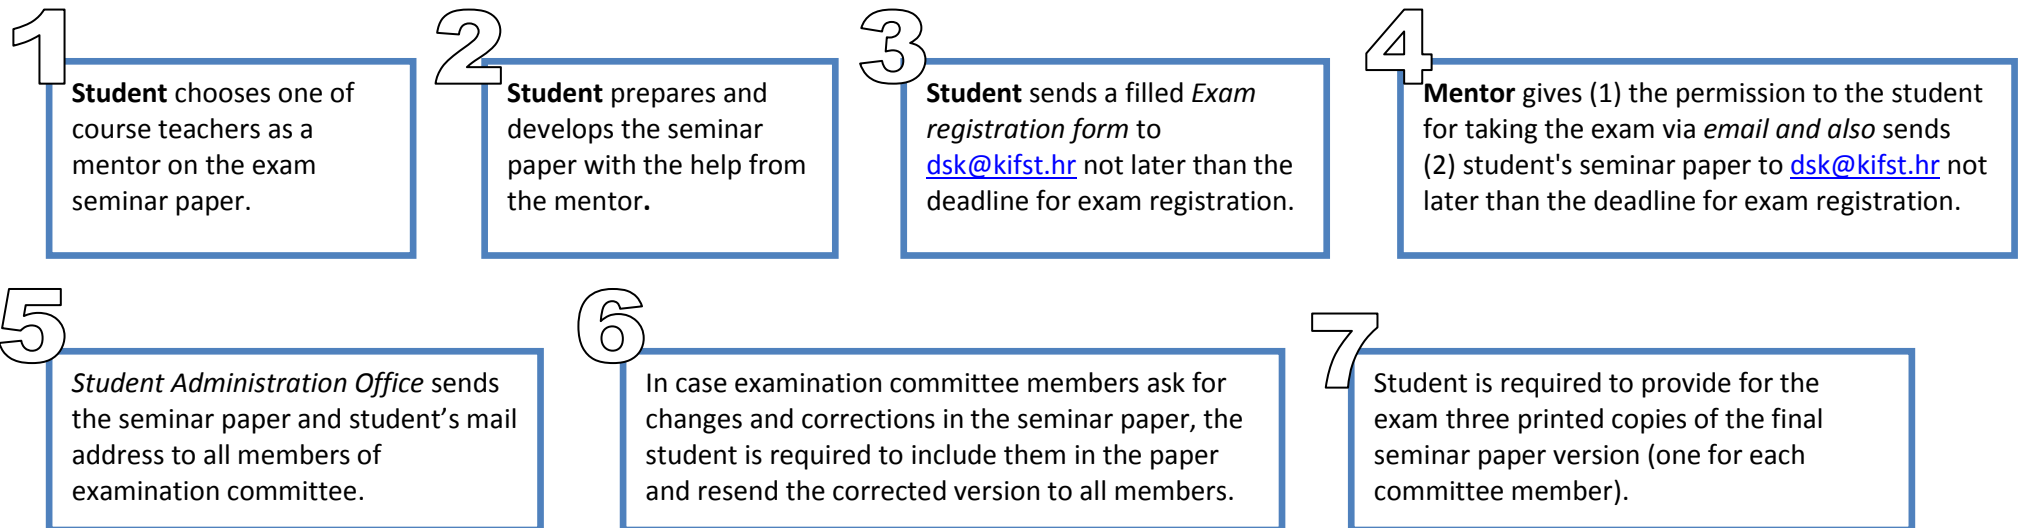 1
Student chooses one of
course teachers as a
mentor on the exam
seminar paper.
2
Student prepares and
develops the seminar
paper with the help from
the mentor.
3
Student sends a filled Exam
registration form to
dsk@kifst.hr not later than the
deadline for exam registration.
4
Mentor gives (1) the permission to the student
for taking the exam via email and also sends
(2) student's seminar paper to dsk@kifst.hr not
later than the deadline for exam registration.
5
Student Administration Office sends
the seminar paper and student’s mail
address to all members of
examination committee.
6
In case examination committee members ask for
changes and corrections in the seminar paper, the
student is required to include them in the paper
and resend the corrected version to all members.
7
Student is required to provide for the
exam three printed copies of the final
seminar paper version (one for each
committee member).